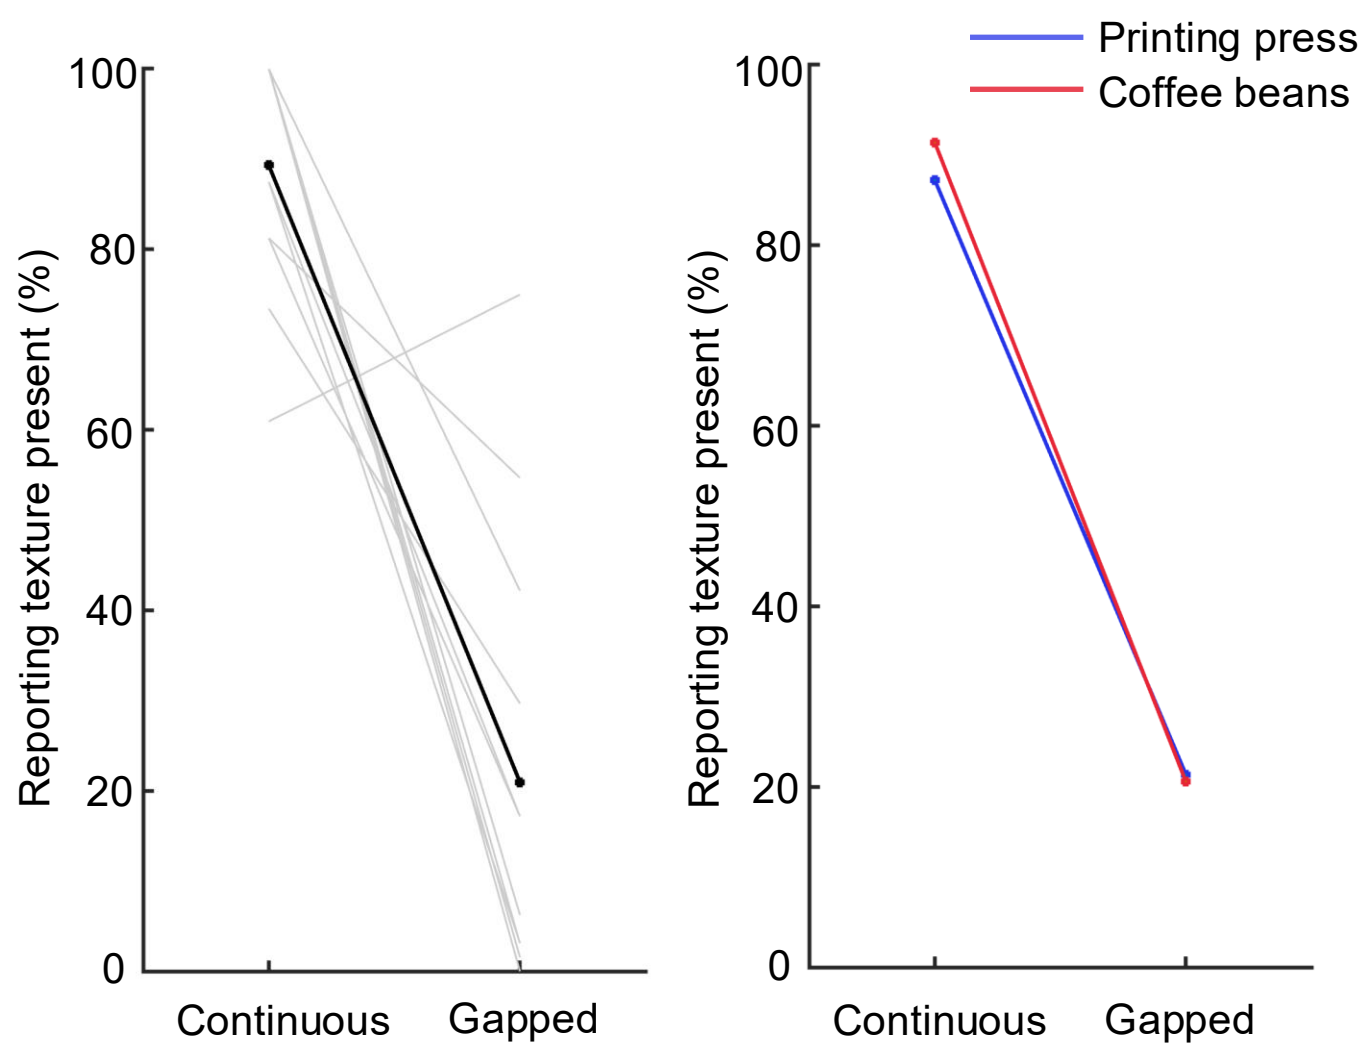 Reporting texture present (%)
100
80
60
40
20
0
Continuous
Gapped
Printing press
Coffee beans
Reporting texture present (%)
100
80
60
40
20
0
Continuous
Gapped